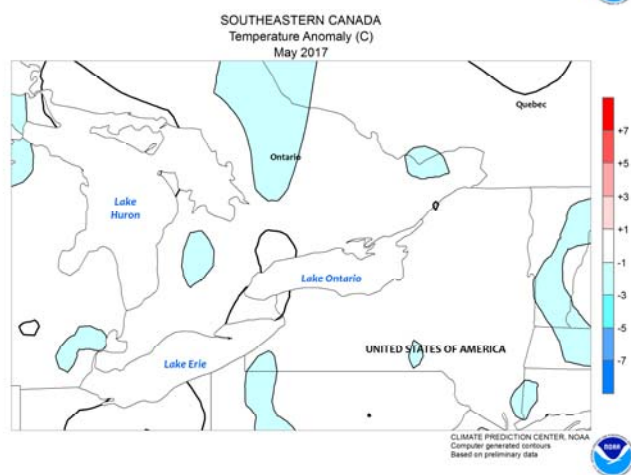 SOUTHEASTERN CANADA
Temperature Anomaly (C)
May 2017
Quebec
Ontario
Lake
Huron
Lake Ontario
Lake Erie
UNITED STATES OF AMERICA
+7
+5
+3
+1
-1
-3
-5
-7
CLIMATE PREDICTION CENTER, NOAA
Computer generated contours
Based on preliminary data
NOAA